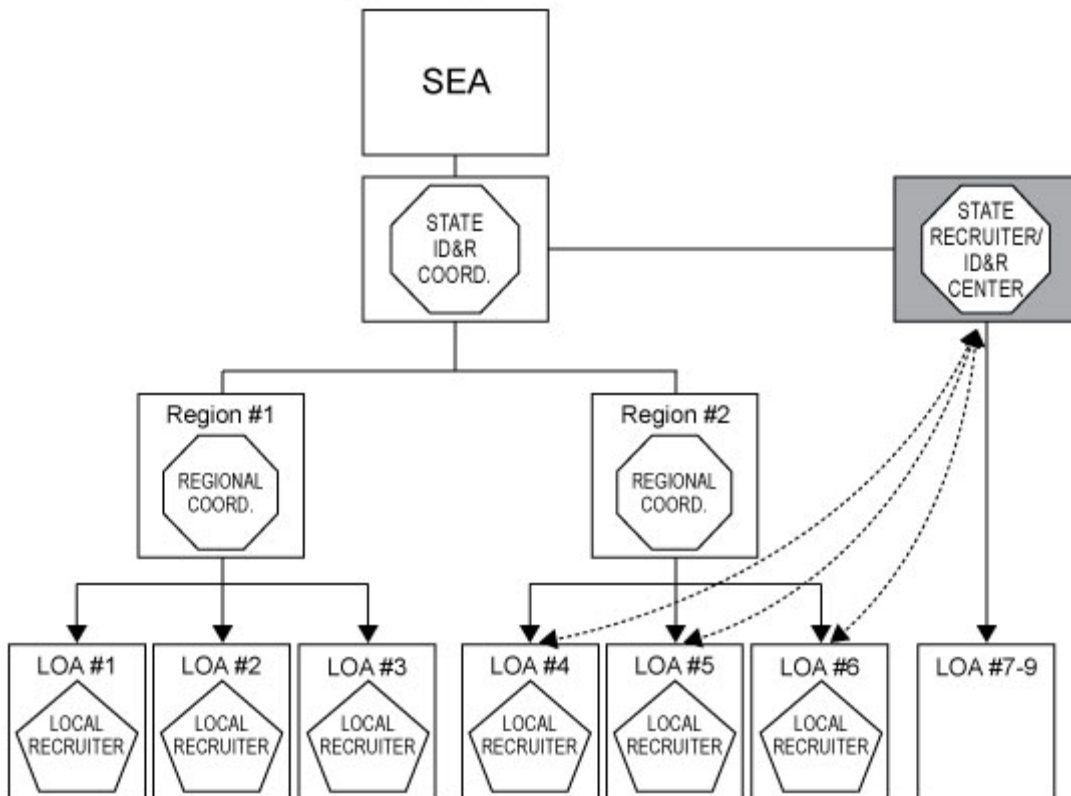 SEA
STATE
ID&R
COORD.
STATE
RECRUITER/
ID&R
CENTER
Region #1
REGIONAL
COORD.
Region #2
REGIONAL
COORD.
LOA #1
LOCAL
RECRUITER
LOA #2
LOCAL
RECRUITER
LOA #3
LOCAL
RECRUITER
LOA #4
LOCAL
RECRUITER
LOA #5
LOCAL
RECRUITER
LOA #6
LOCAL
RECRUITER
LOA #7-9